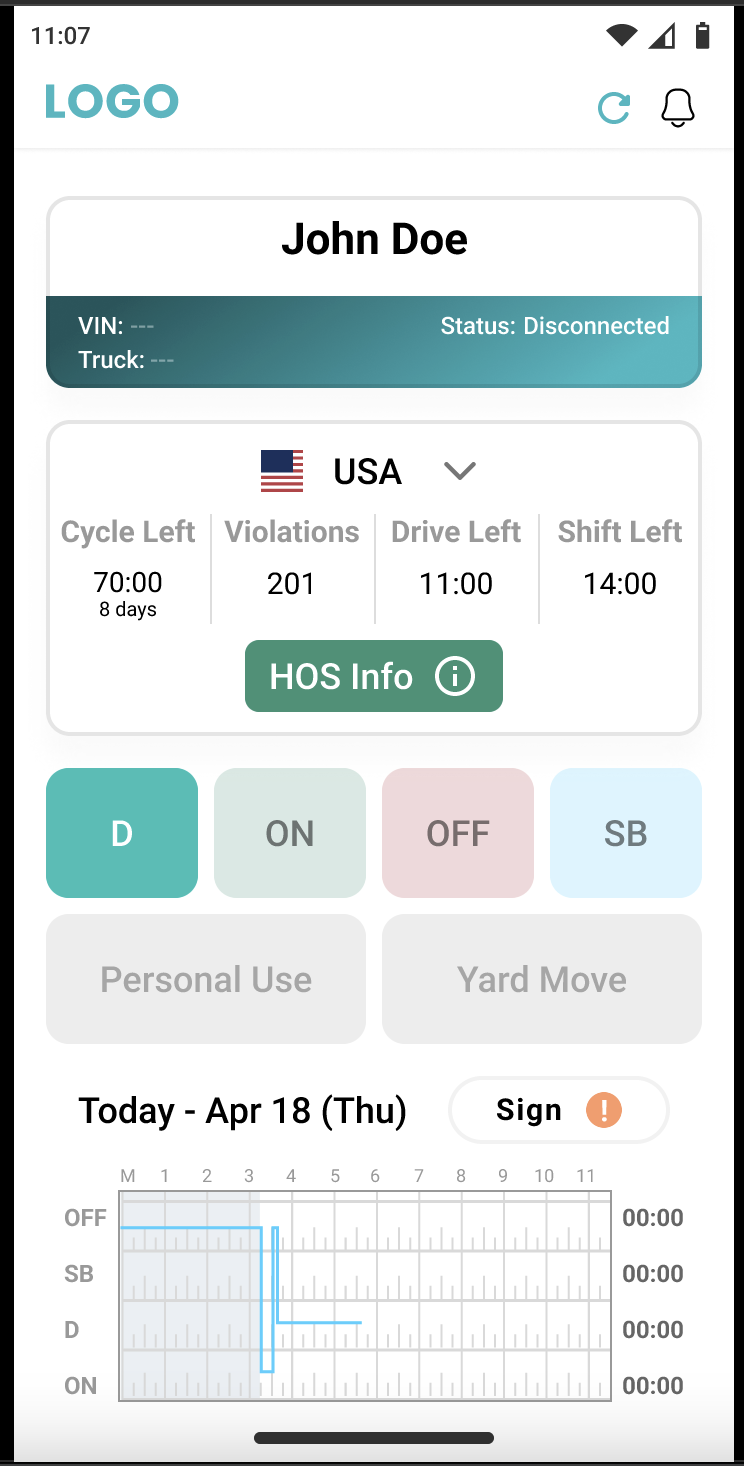 11:07
LOGO
John Doe
VIN: ---
Status: Disconnected
Truck: ---
USA
Cycle Left Violations Drive Left Shift Left
70:00 201 11:00 14:00
8 days
HOS Info i
D ON OFF SB
Personal Use Yard Move
Today - Apr 18 (Thu) Sign !
M 1 2 3 4 5 6 7 8 9 10 11
OFF 00:00
SB 00:00
D 00:00
ON 00:00